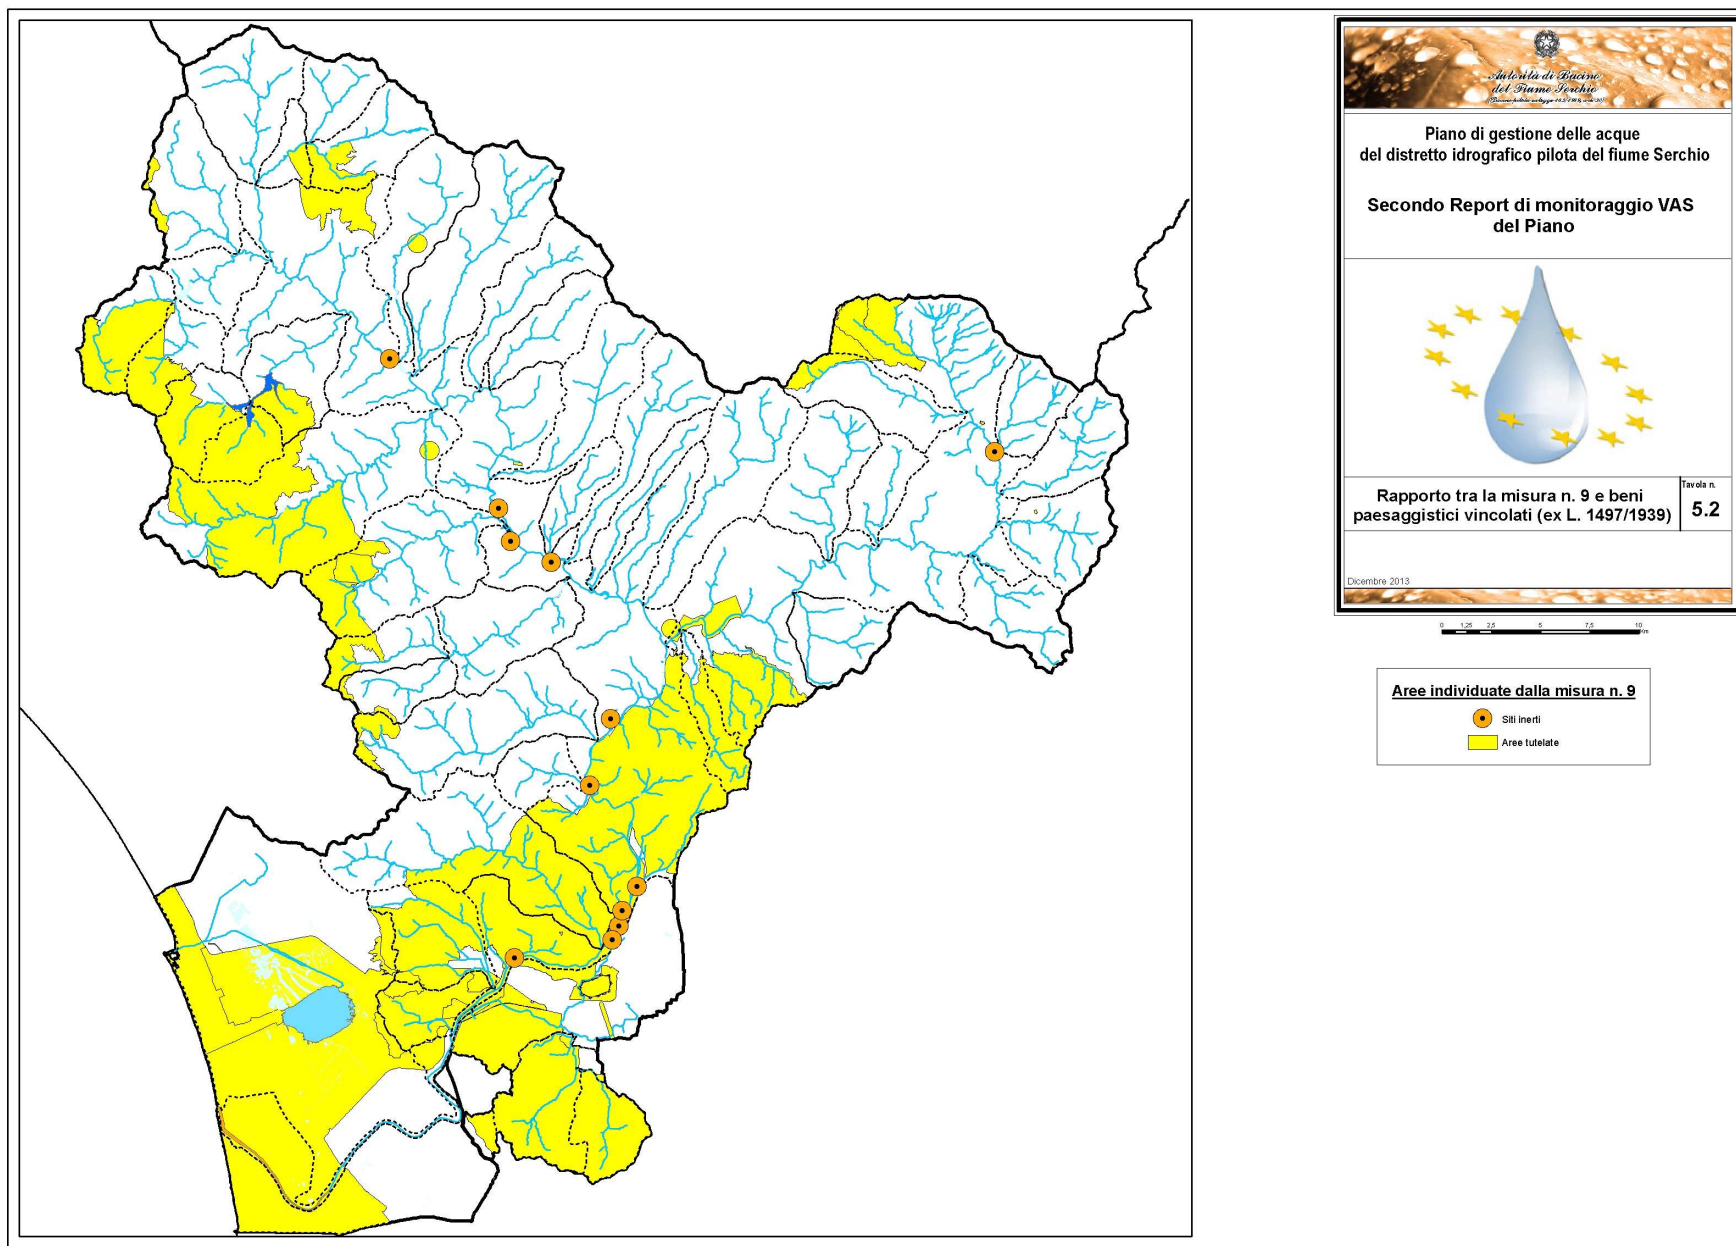 Autorità di Bacino
del Fiume Serchio
Piano di gestione delle acque
del distretto idrografico pilota del fiume Serchio
Secondo Report di monitoraggio VAS
del Piano
Rapporto tra la misura n. 9 e beni
paesaggistici vincolati (ex L. 1497/1939)
Tavola n.
5.2
Dicembre 2013
0 1,25 2,5 5 7,5 10
Km
Aree individuate dalla misura n. 9
Siti inerti
Aree tutelate